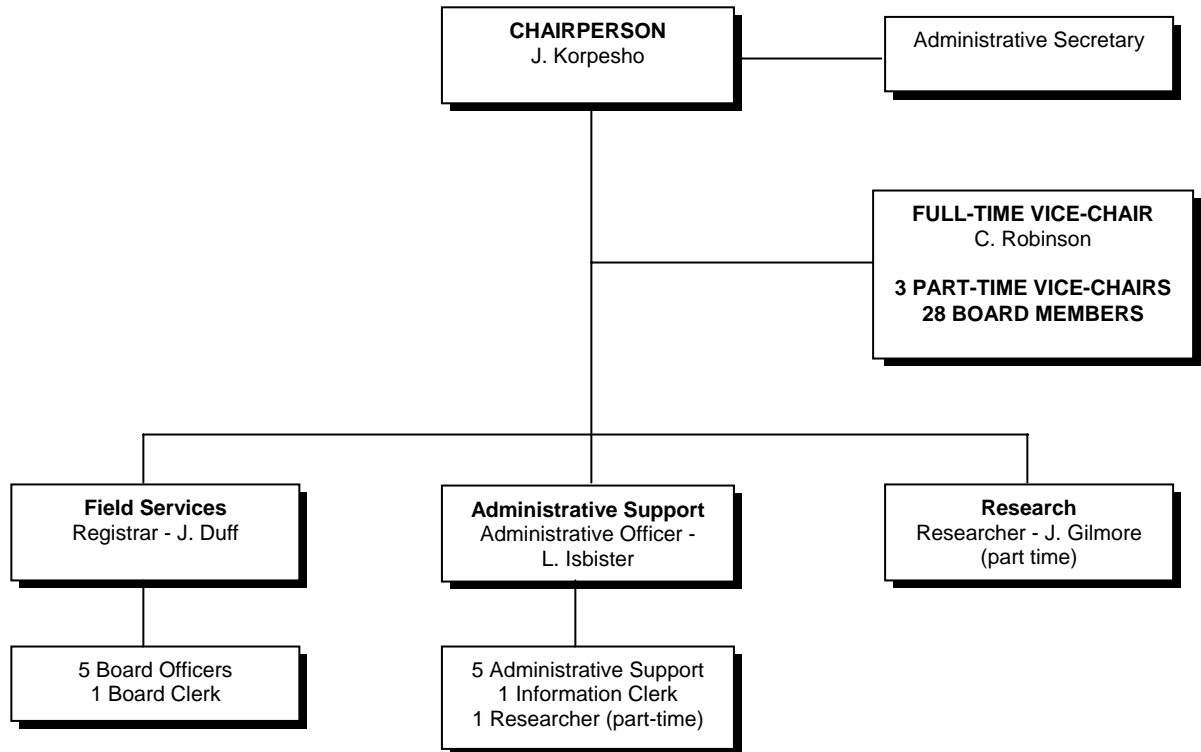 CHAIRPERSON
J. Korpesho
Administrative Secretary
FULL-TIME VICE-CHAIR
C. Robinson
3 PART-TIME VICE-CHAIRS
28 BOARD MEMBERS
Field Services
Registrar - J. Duff
Administrative Support
Administrative Officer -
L. Isbister
Research
Researcher - J. Gilmore
(part time)
5 Board Officers
1 Board Clerk
5 Administrative Support
1 Information Clerk
1 Researcher (part-time)